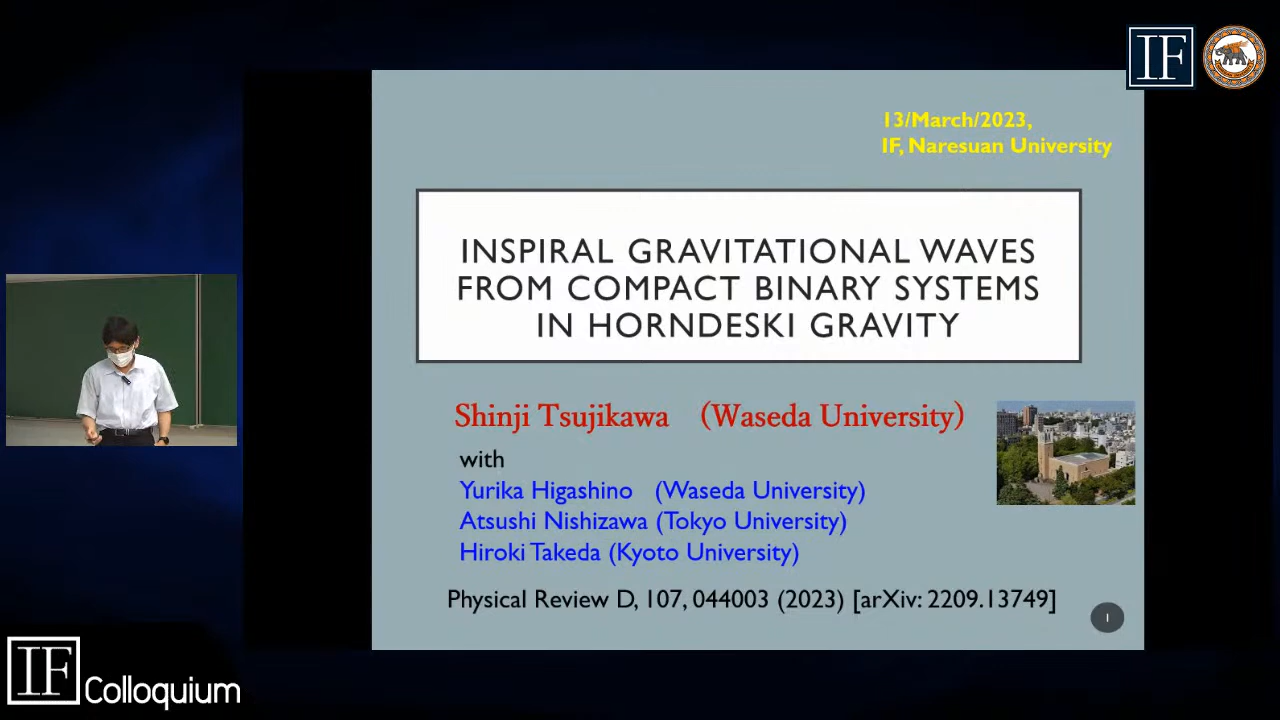 IF
13/March/2023,
IF, Naresuan University
INSPIRAL GRAVITATIONAL WAVES
FROM COMPACT BINARY SYSTEMS
IN HORNDESKI GRAVITY
Shinji Tsujikawa (Waseda University)
with
Yurika Higashino (Waseda University)
Atsushi Nishizawa (Tokyo University)
Hiroki Takeda (Kyoto University)
Physical Review D, 107, 044003 (2023) [arXiv: 2209.13749]
1
IF Colloquium